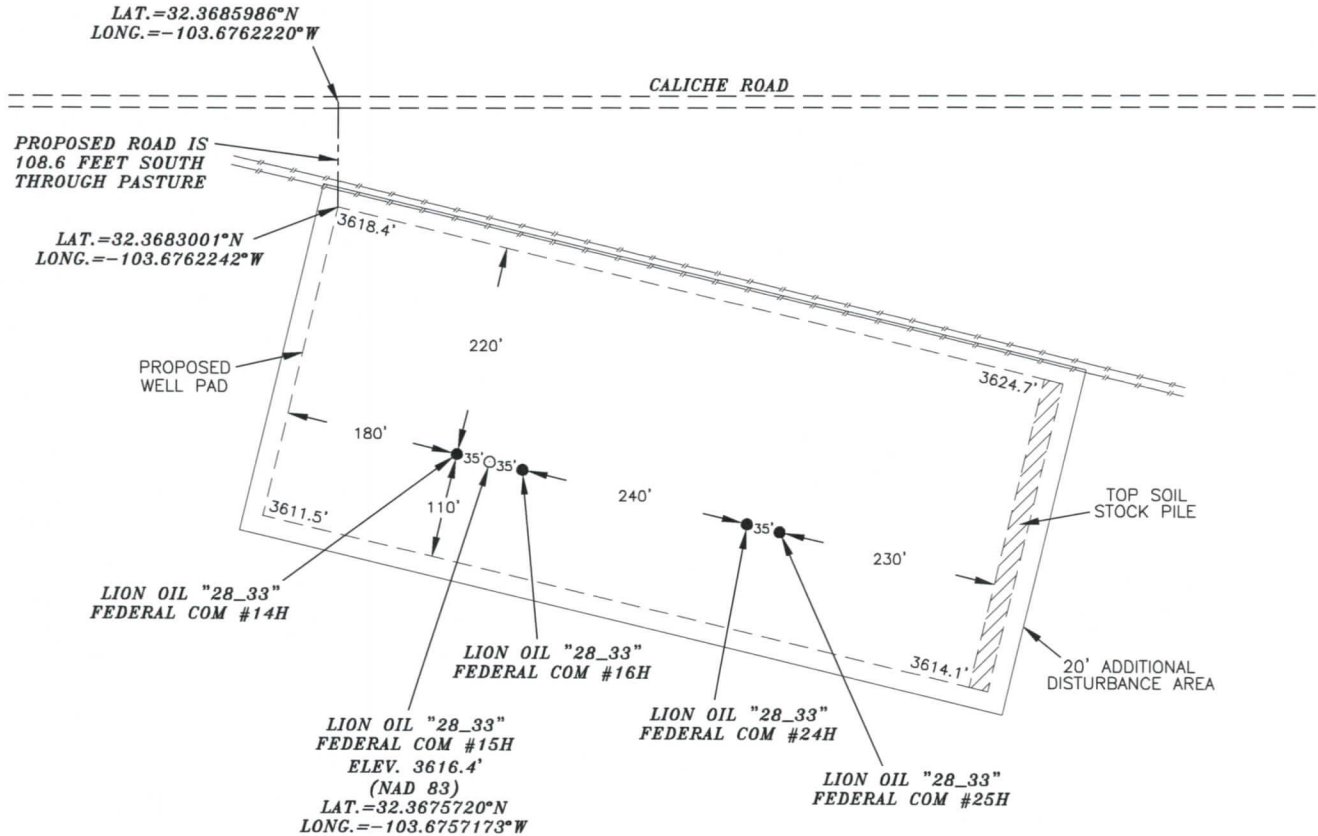 LAT.=32.3685986°N
LONG.=-103.6762220°W
CALICHE ROAD
PROPOSED ROAD IS
108.6 FEET SOUTH
THROUGH PASTURE
3618.4'
LAT.=32.3683001°N
LONG.=-103.6762242°W
220'
PROPOSED
WELL PAD
3624.7'
180'
35'
35'
240'
110'
35'
230'
TOP SOIL
STOCK PILE
3611.5'
LION OIL "28_33"
FEDERAL COM #14H
LION OIL "28_33"
FEDERAL COM #16H
3614.1'
20' ADDITIONAL
DISTURBANCE AREA
LION OIL "28_33"
FEDERAL COM #15H
ELEV. 3616.4'
(NAD 83)
LAT.=32.3675720°N
LONG.=-103.6757173°W
LION OIL "28_33"
FEDERAL COM #24H
LION OIL "28_33"
FEDERAL COM #25H